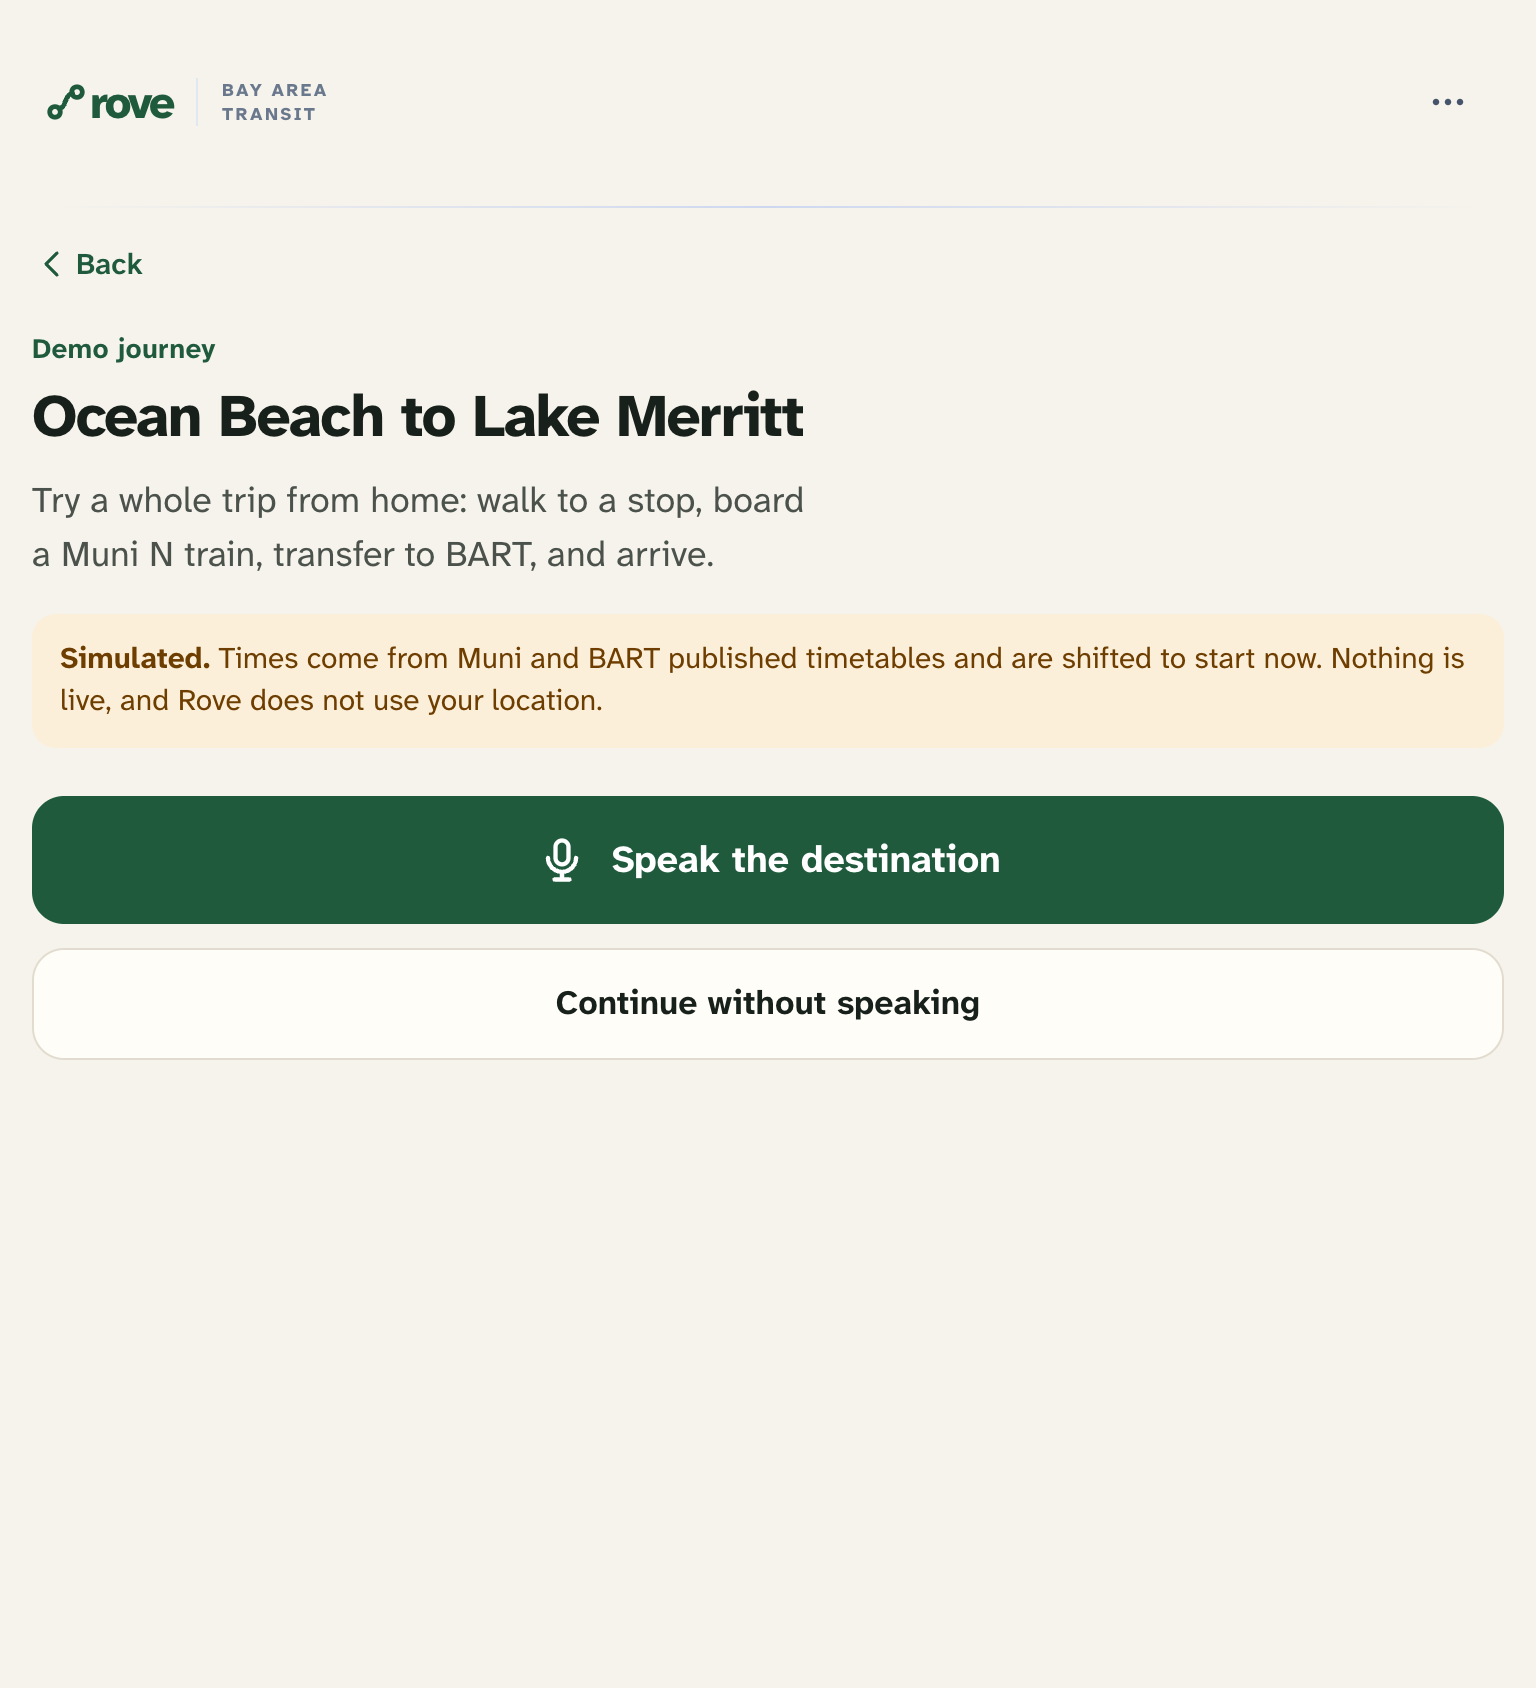 rove
BAY AREA
TRANSIT
Back
Demo journey
Ocean Beach to Lake Merritt
Try a whole trip from home: walk to a stop, board
a Muni N train, transfer to BART, and arrive.
Simulated. Times come from Muni and BART published timetables and are shifted to start now. Nothing is
live, and Rove does not use your location.
Speak the destination
Continue without speaking